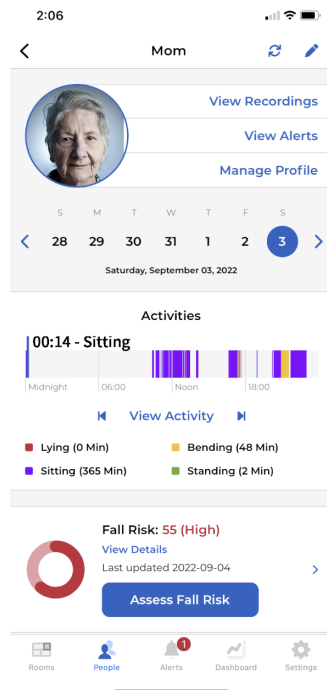 2:06
Mom
View Recordings
View Alerts
Manage Profile
S M T W T F S
28 29 30 31 1 2 3
Saturday, September 03, 2022
Activities
00:14 - Sitting
Midnight 06:00 Noon 18:00
View Activity
Lying (0 Min) Bending (48 Min)
Sitting (365 Min) Standing (2 Min)
Fall Risk: 55 (High)
View Details
Last updated 2022-09-04
Assess Fall Risk
1
Rooms People Alerts Dashboard Settings